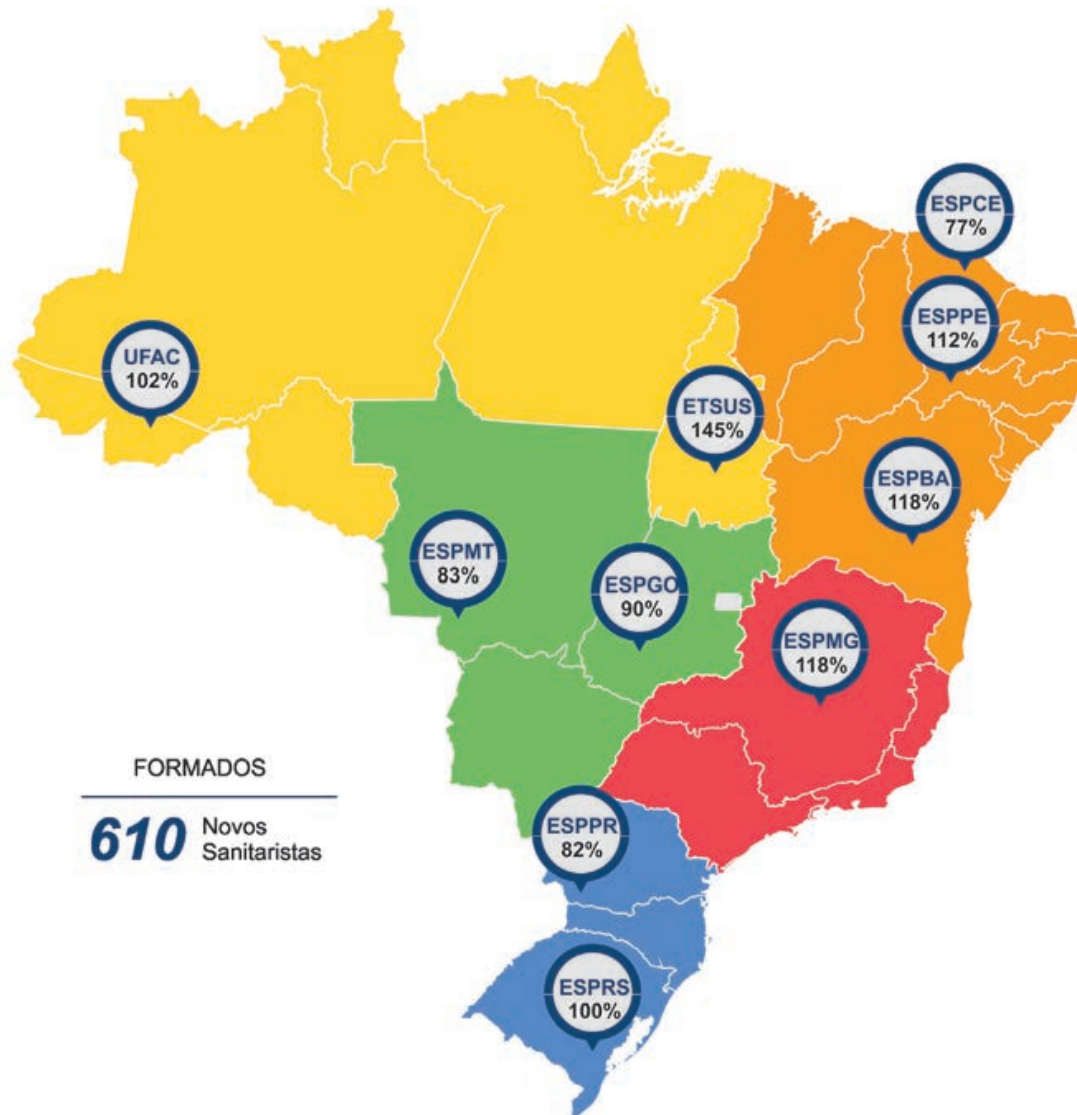 ESPCE
77%
ESPPE
112%
UFAC
102%
ETSUS
145%
ESPBA
118%
ESPMT
83%
ESPGO
90%
ESPMG
118%
FORMADOS
610 Novos
Sanitaristas
ESPPR
82%
ESPRS
100%